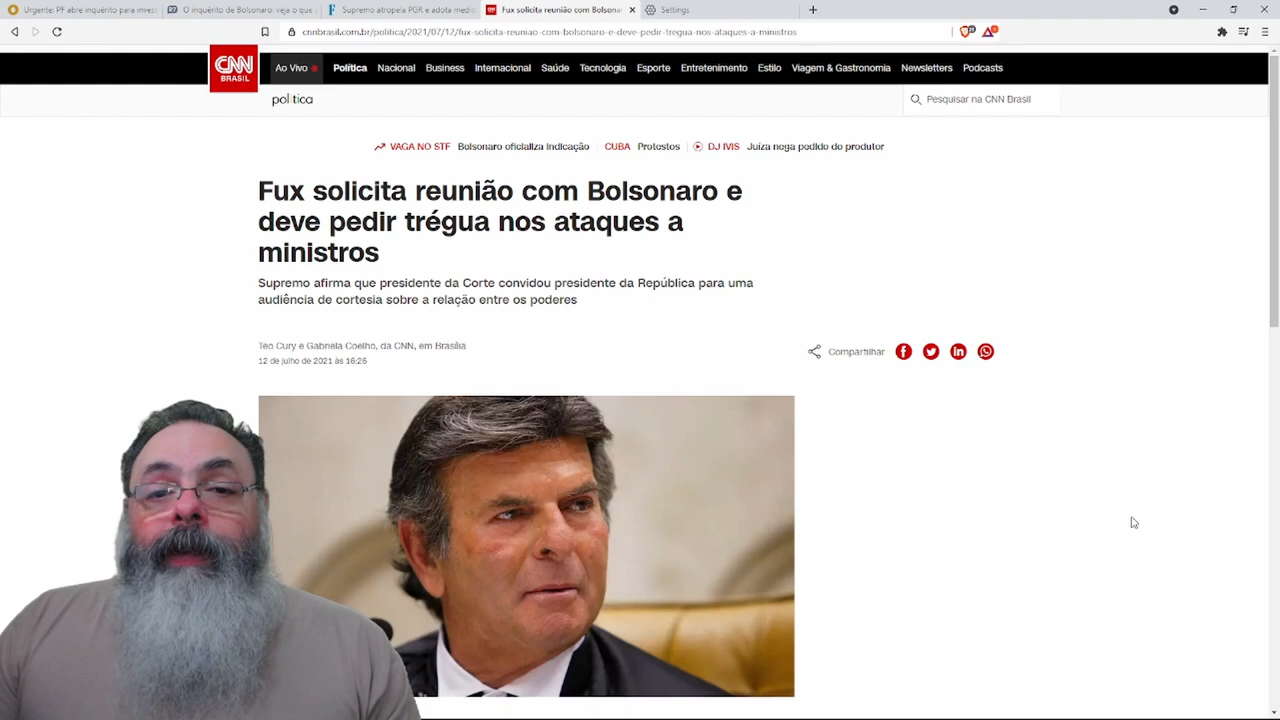 Urgente: PF abre inquérito para invest
O inquérito de Bolsonaro: veja o que
Supremo atropela PGR e adota medid
Fux solicita reunião com Bolsonaro
Settings
cnnbrasil.com.br/politica/2021/07/12/fux-solicita-reuniao-com-bolsonaro-e-deve-pedir-tregua-nos-ataques-a-ministros
CNN
BRASIL
Ao Vivo
Política
Nacional
Business
Internacional
Saúde
Tecnologia
Esporte
Entretenimento
Estilo
Viagem & Gastronomia
Newsletters
Podcasts
política
Pesquisar na CNN Brasil
VAGA NO STF Bolsonaro oficializa indicação
CUBA Protestos
DJ IVIS Juíza nega pedido do produtor
Fux solicita reunião com Bolsonaro e
deve pedir trégua nos ataques a
ministros
Supremo afirma que presidente da Corte convidou presidente da República para uma
audiência de cortesia sobre a relação entre os poderes
Teo Cury e Gabriela Coelho, da CNN, em Brasília
12 de julho de 2021 às 16:26
Compartilhar